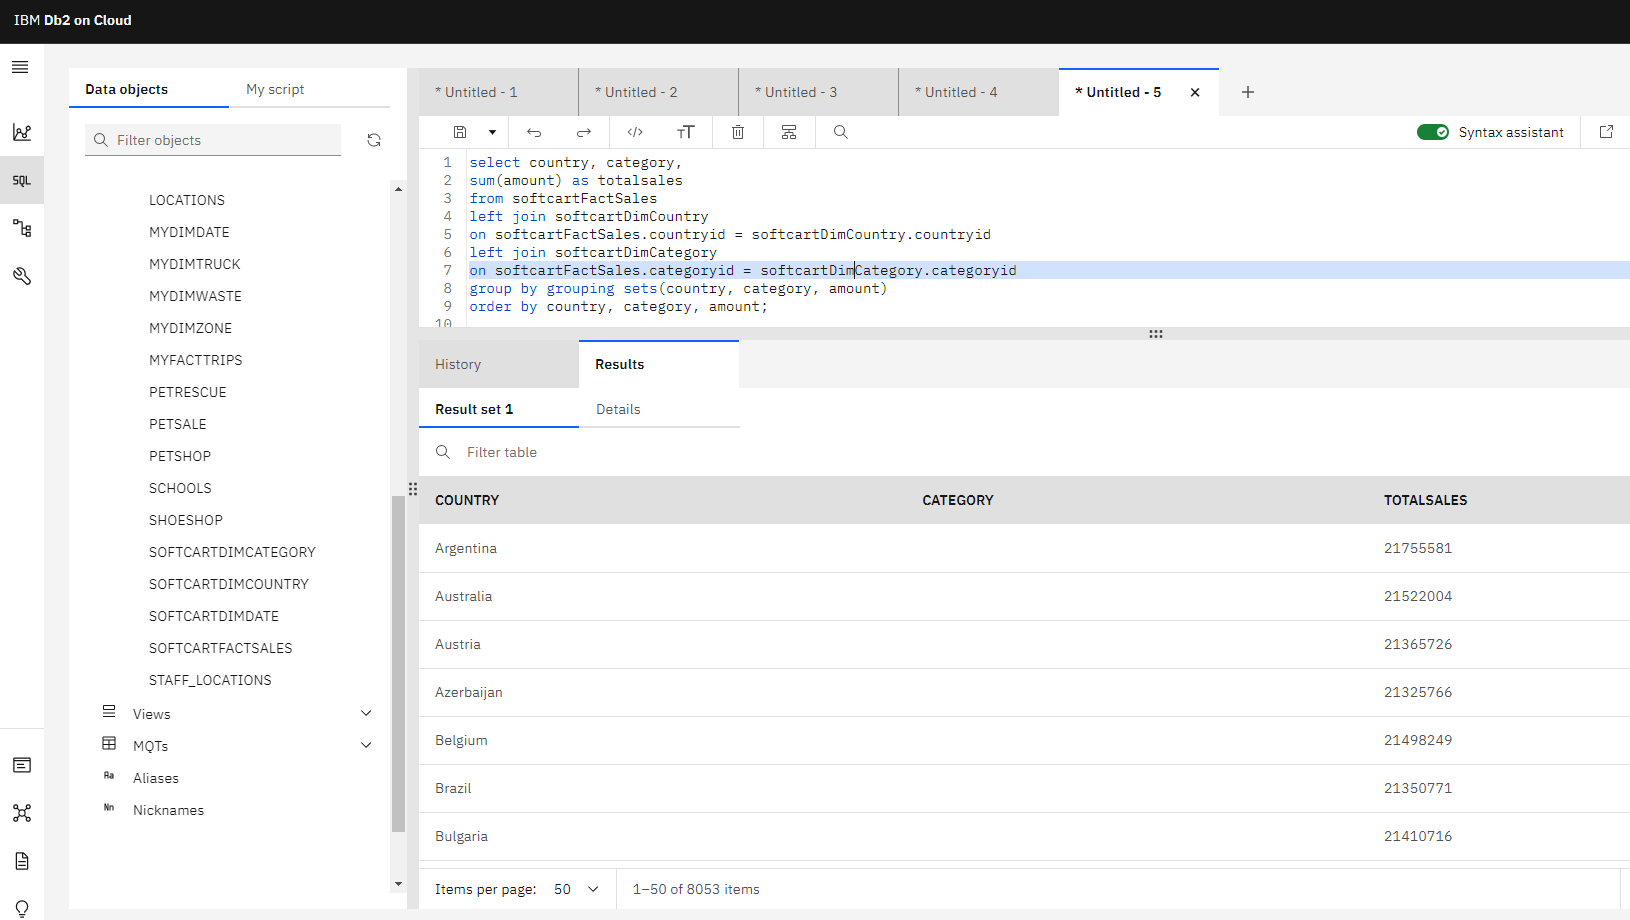 IBM Db2 on Cloud
Data objects
My script
Filter objects
SQL
LOCATIONS
MYDIMDATE
MYDIMTRUCK
MYDIMWASTE
MYDIMZONE
MYFACTTRIPS
PETRESCUE
PETSALE
PETSHOP
SCHOOLS
SHOESHOP
SOFTCARTDIMCATEGORY
SOFTCARTDIMCOUNTRY
SOFTCARTDIMDATE
SOFTCARTFACTSALES
STAFF_LOCATIONS
Views
MQTs
Aa Aliases
Nn Nicknames
* Untitled - 1
* Untitled - 2
* Untitled - 3
* Untitled - 4
* Untitled - 5
Syntax assistant
1 select country, category,
2 sum(amount) as totalsales
3 from softcartFactSales
4 left join softcartDimCountry
5 on softcartFactSales.countryid = softcartDimCountry.countryid
6 left join softcartDimCategory
7 on softcartFactSales.categoryid = softcartDimCategory.categoryid
8 group by grouping sets(country, category, amount)
9 order by country, category, amount;
10
History
Results
Result set 1
Details
Filter table
COUNTRY CATEGORY TOTALSALES
Argentina 21755581
Australia 21522004
Austria 21365726
Azerbaijan 21325766
Belgium 21498249
Brazil 21350771
Bulgaria 21410716
Items per page: 50
1–50 of 8053 items